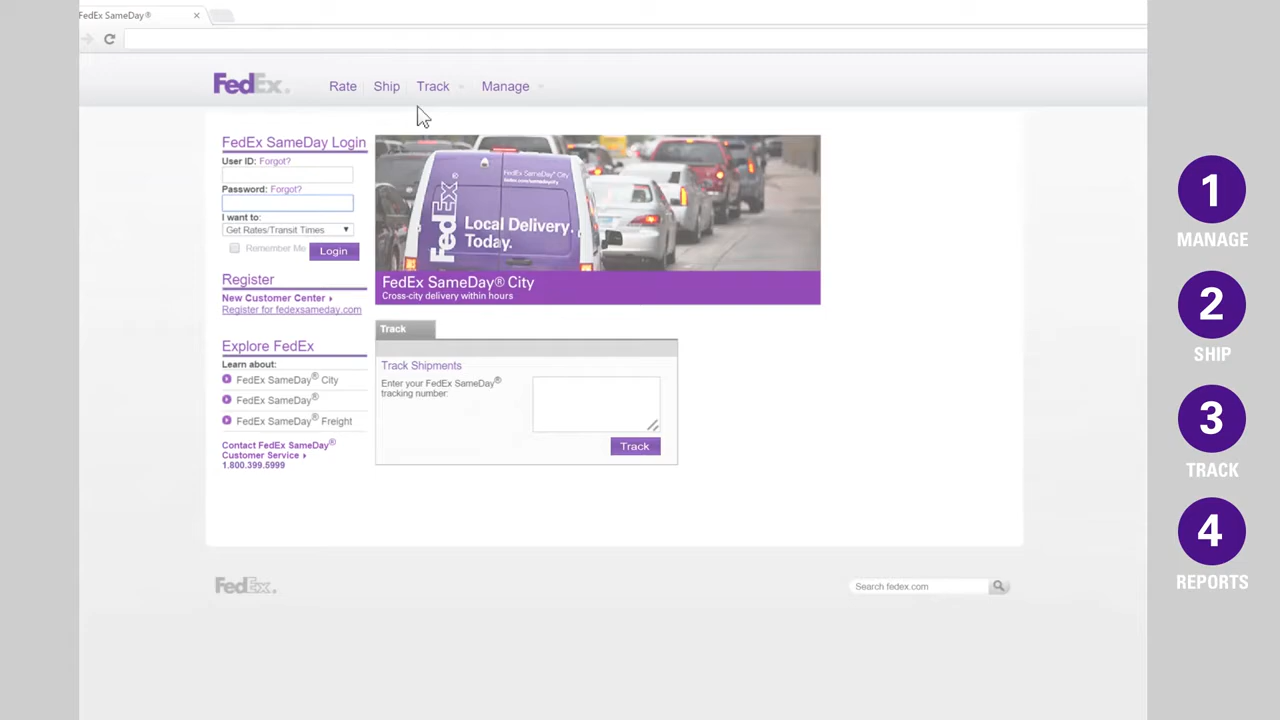 FedEx SameDay®
FedEx®
Rate
Ship
Track
Manage
FedEx SameDay Login
User ID: Forgot?
Password: Forgot?
I want to:
Get Rates/Transit Times
Remember Me
Login
Register
New Customer Center
Register for fedexsameday.com
Explore FedEx
Learn about:
FedEx SameDay® City
FedEx SameDay®
FedEx SameDay® Freight
Contact FedEx SameDay®
Customer Service
1.800.399.5999
FedEx SameDay® City
FedEx®
Local Delivery.
Today.
FedEx SameDay® City
Cross-city delivery within hours
Track
Track Shipments
Enter your FedEx SameDay®
tracking number:
Track
FedEx®
Search fedex.com
1
MANAGE
2
SHIP
3
TRACK
4
REPORTS